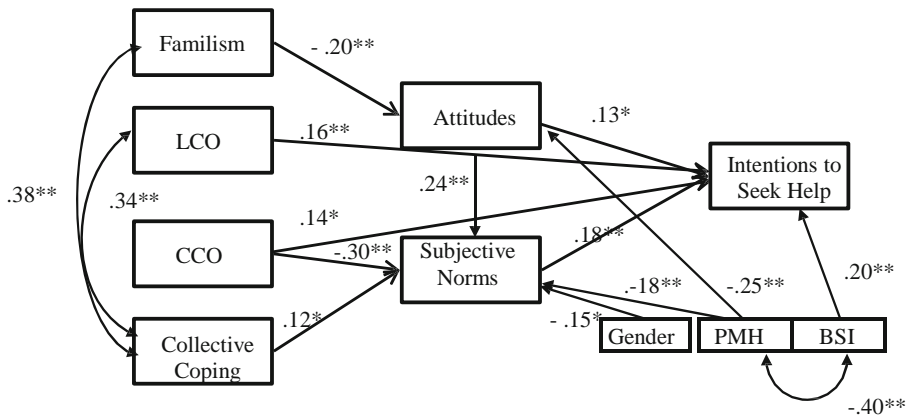 Familism
- .20**
Attitudes
.13*
LCO
.16**
Intentions to
Seek Help
.38**
.34**
.24**
.14*
CCO
-.30**
Subjective
Norms
.18**
.-18**
-.25**
.20**
.12*
- .15*
Gender
PMH
BSI
Collective
Coping
-.40**